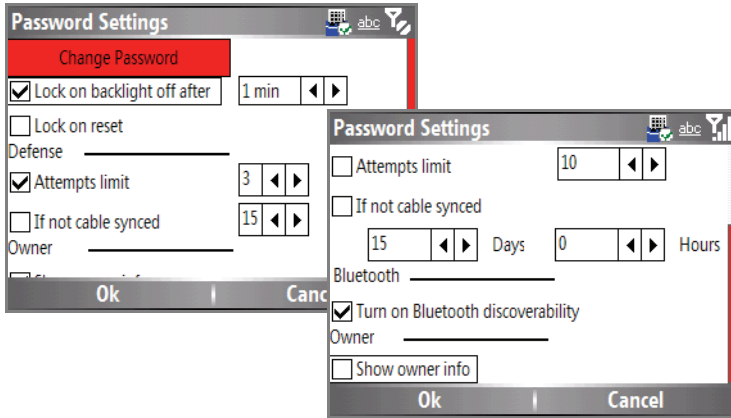 Password Settings
abc
Change Password
Lock on backlight off after
1 min
Lock on reset
Defense
Attempts limit
3
If not cable synced
15
Owner
Ok
Canc
Password Settings
abc
Attempts limit
10
If not cable synced
15
Days
0
Hours
Bluetooth
Turn on Bluetooth discoverability
Owner
Show owner info
Ok
Cancel